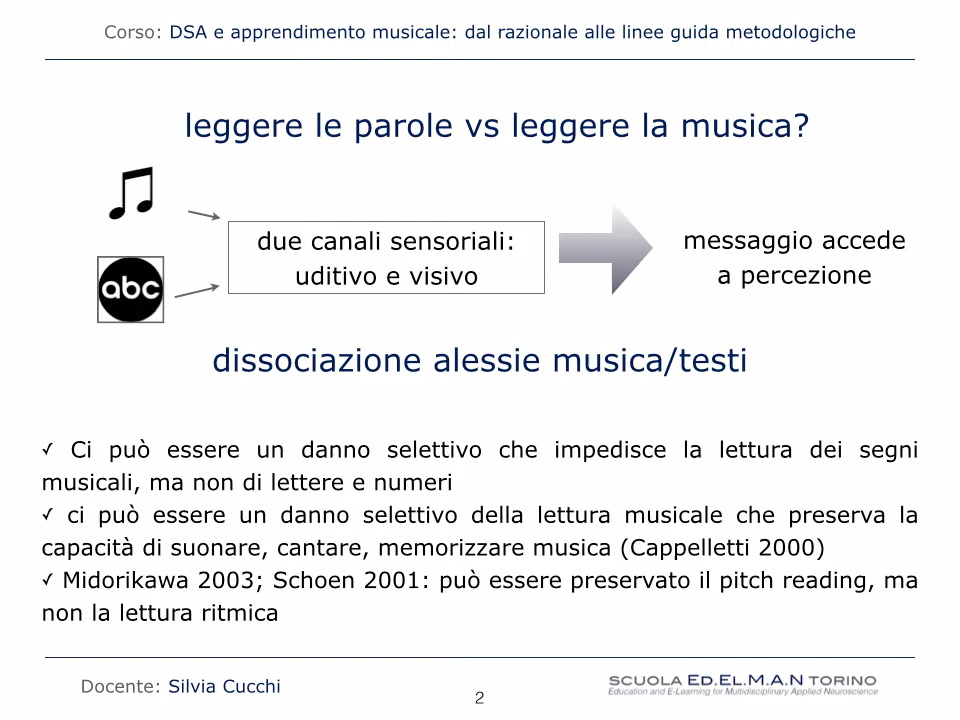 Corso: DSA e apprendimento musicale: dal razionale alle linee guida metodologiche
leggere le parole vs leggere la musica?
abc
due canali sensoriali:
uditivo e visivo
messaggio accede
a percezione
dissociazione alessie musica/testi
✓ Ci può essere un danno selettivo che impedisce la lettura dei segni
musicali, ma non di lettere e numeri
✓ ci può essere un danno selettivo della lettura musicale che preserva la
capacità di suonare, cantare, memorizzare musica (Cappelletti 2000)
✓ Midorikawa 2003; Schoen 2001: può essere preservato il pitch reading, ma
non la lettura ritmica
Docente: Silvia Cucchi
2
SCUOLA ED.EL.M.A.N TORINO
Education and E-Learning for Multidisciplinary Applied Neuroscience